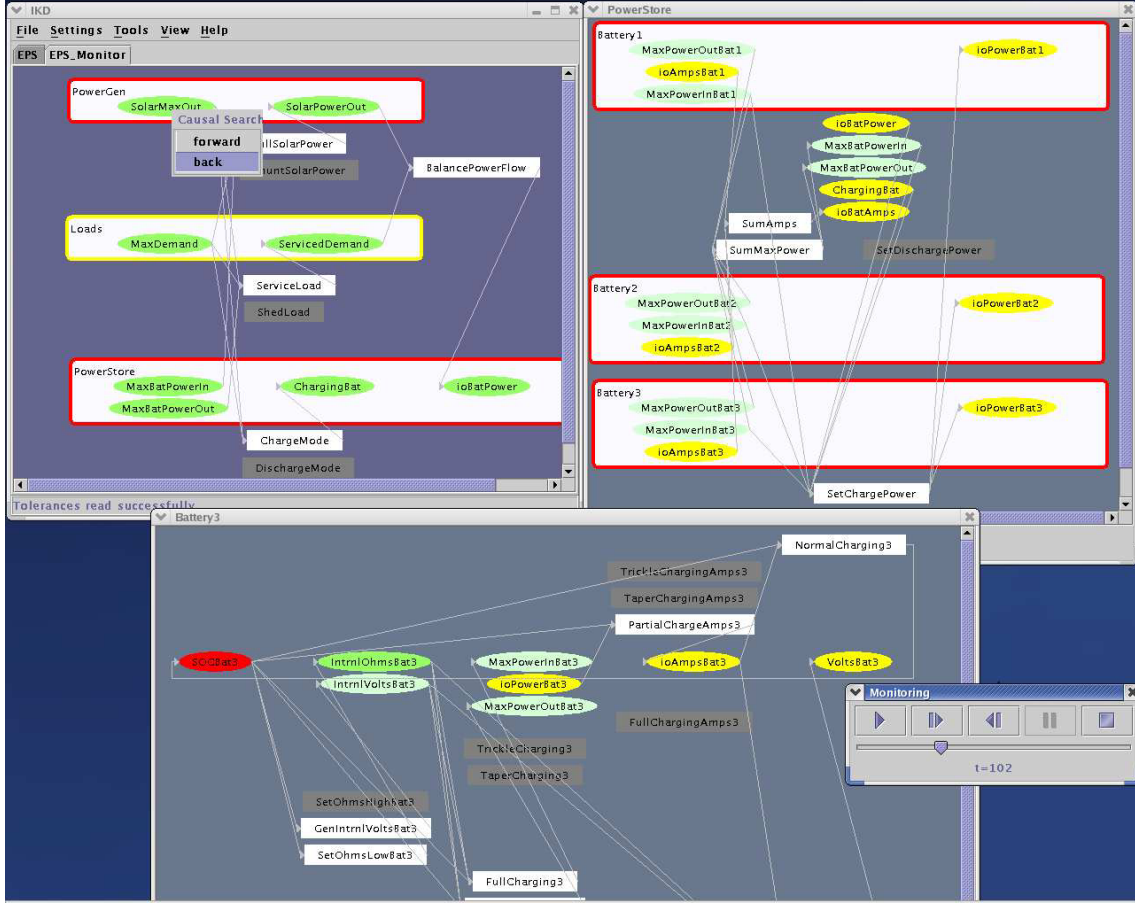 IKD
File Settings Tools View Help
EPS EPS_Monitor
PowerGen
SolarMaxOut SolarPowerOut
Causal Search
forward
back
llSolarPower
untSolarPower
BalancePowerFlow
Loads
MaxDemand ServicedDemand
ServiceLoad
ShedLoad
PowerStore
MaxBatPowerIn ChargingBat ioBatPower
MaxBatPowerOut
ChargeMode
DischargeMode
Tolerances read successfully
PowerStore
Battery1
MaxPowerOutBat1 ioPowerBat1
ioAmpsBat1
MaxPowerInBat1
ioBatPower
MaxBatPowerIn
MaxBatPowerOut
ChargingBat
ioBatAmps
SumAmps
SumMaxPower SetDischargePower
Battery2
MaxPowerOutBat2 ioPowerBat2
MaxPowerInBat2
ioAmpsBat2
Battery3
MaxPowerOutBat3 ioPowerBat3
MaxPowerInBat3
ioAmpsBat3
SetChargePower
Battery3
NormalCharging3
TrickleChargingAmps3
TaperChargingAmps3
PartialChargeAmps3
SOCBat3 IntrnlOhmsBat3 MaxPowerInBat3 ioAmpsBat3 VoltsBat3
IntrnlVoltsBat3 ioPowerBat3
MaxPowerOutBat3
FullChargingAmps3
TrickleCharging3
TaperCharging3
SetOhmsHighBat3
GenIntrnlVoltsBat3
SetOhmsLowBat3
FullCharging3
Monitoring
t=102